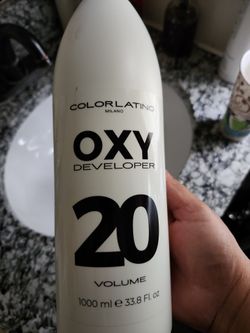 COLORLATINO
MILANO
OXY
DEVELOPER
20
VOLUME
1000 ml e 33.8 Fl. oz